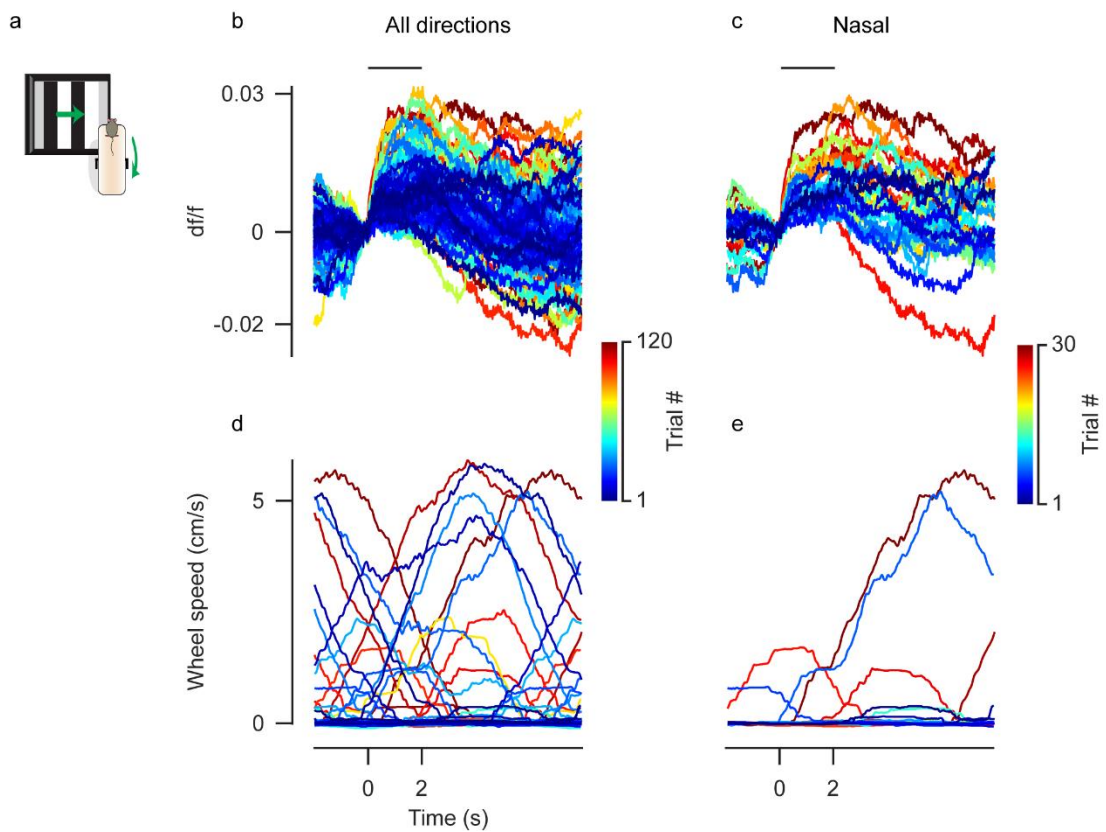 a
b
All directions
c
Nasal
0.03
0
-0.02
df/f
120
1
Trial #
30
1
Trial #
d
e
5
0
Wheel speed (cm/s)
0
2
Time (s)
0
2